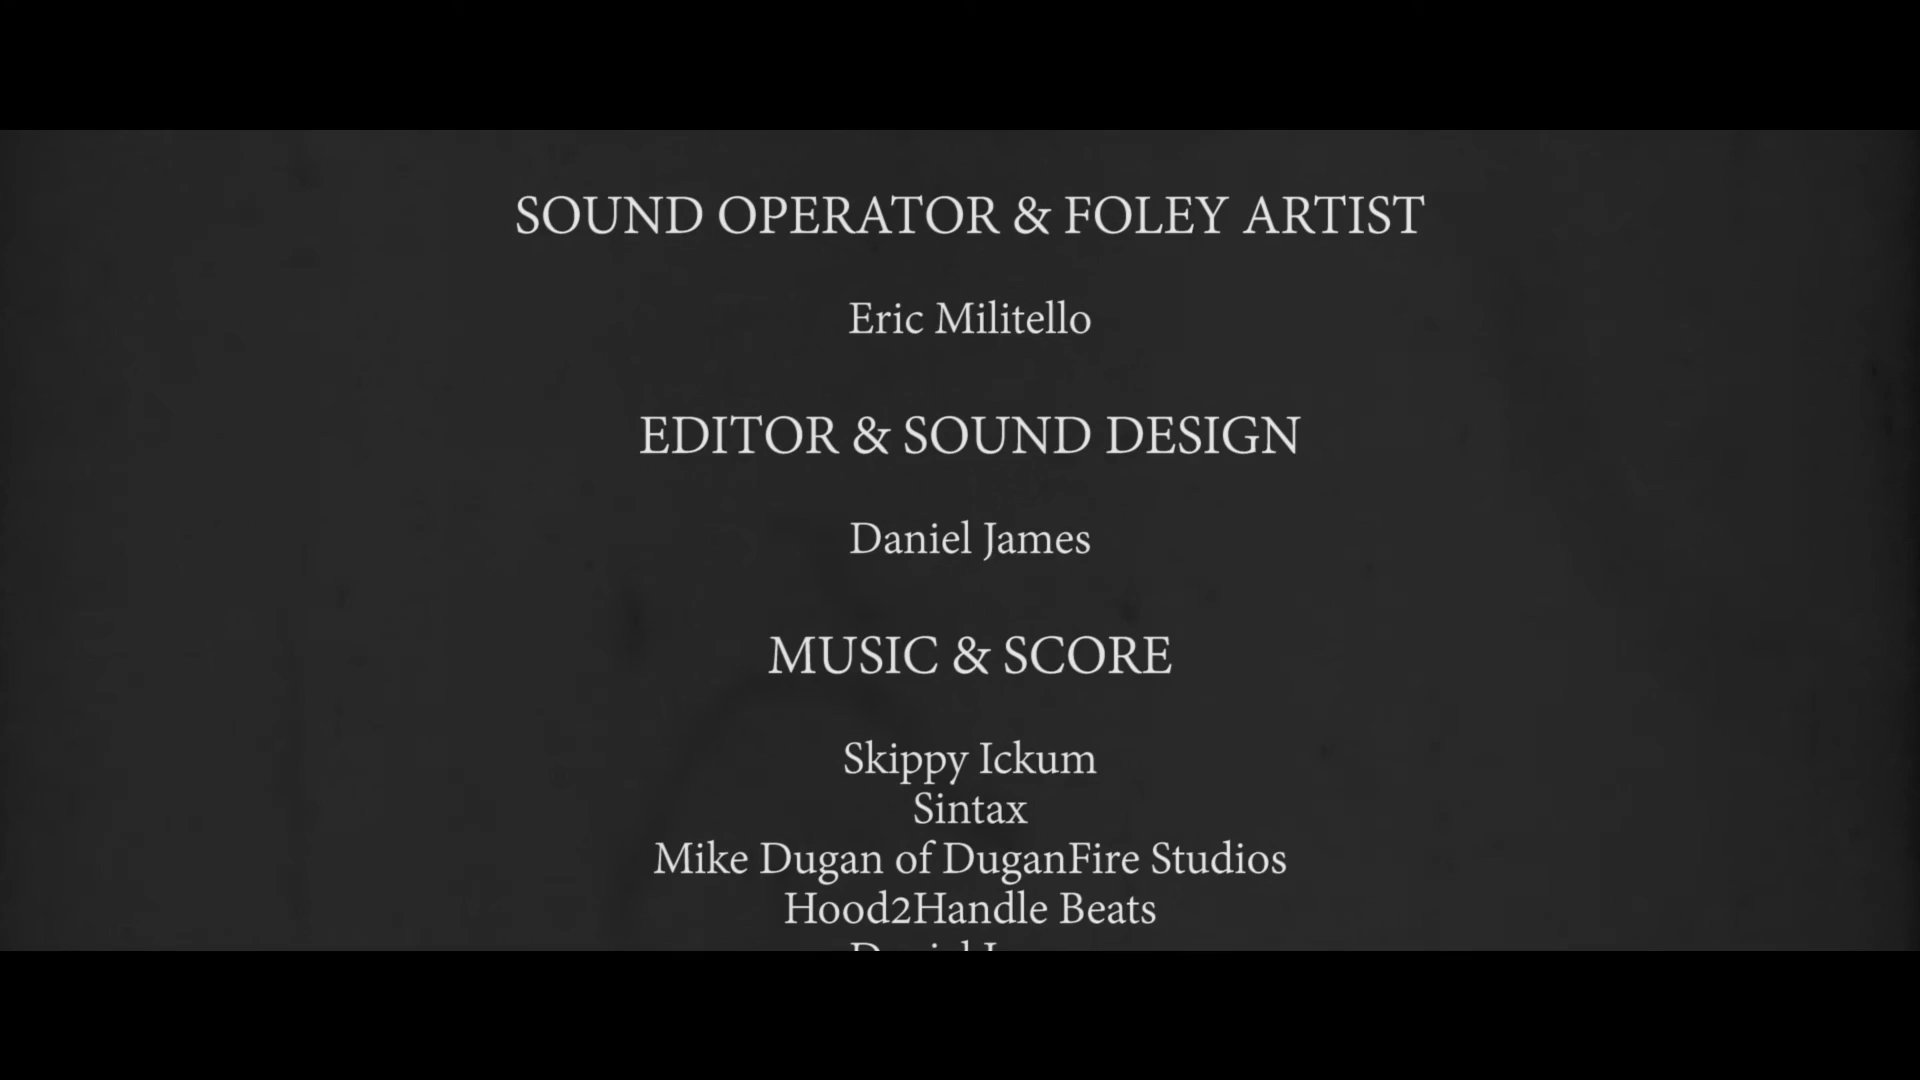 SOUND OPERATOR & FOLEY ARTIST
Eric Militello
EDITOR & SOUND DESIGN
Daniel James
MUSIC & SCORE
Skippy Ickum
Sintax
Mike Dugan of DuganFire Studios
Hood2Handle Beats